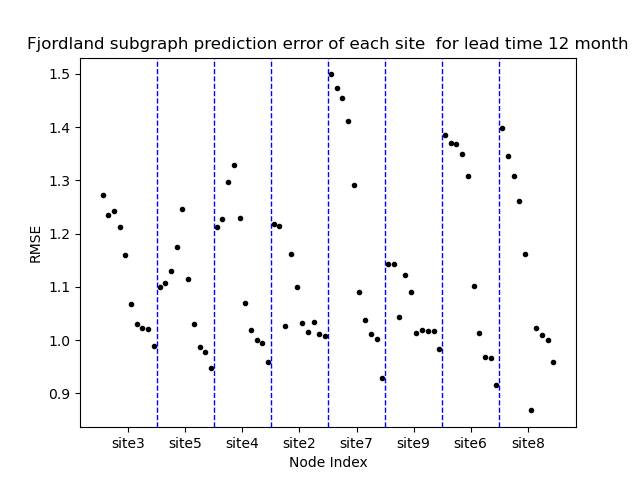 Fjordland subgraph prediction error of each site  for lead time 12 month
1.5
1.4
1.3
1.2
1.1
1.0
0.9
RMSE
site3 site5 site4 site2 site7 site9 site6 site8
Node Index